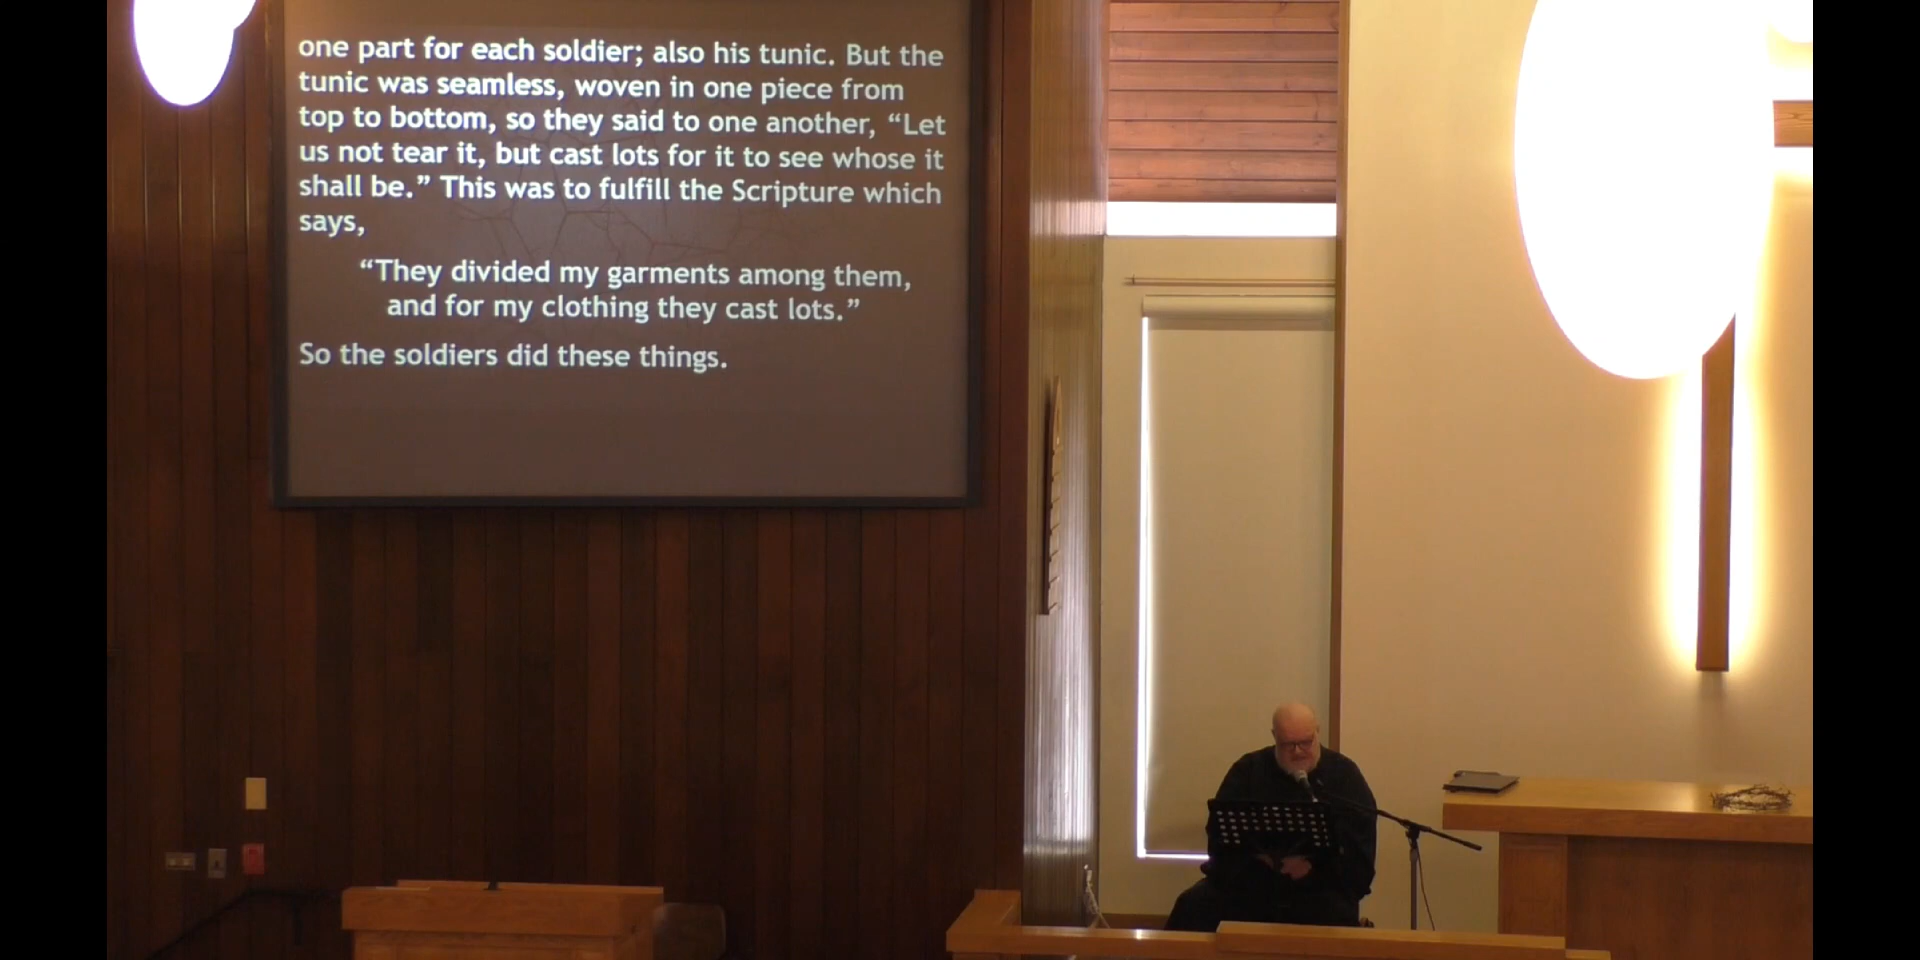 one part for each soldier; also his tunic. But the
tunic was seamless, woven in one piece from
top to bottom, so they said to one another, “Let
us not tear it, but cast lots for it to see whose it
shall be.” This was to fulfill the Scripture which
says,
“They divided my garments among them,
and for my clothing they cast lots.”
So the soldiers did these things.